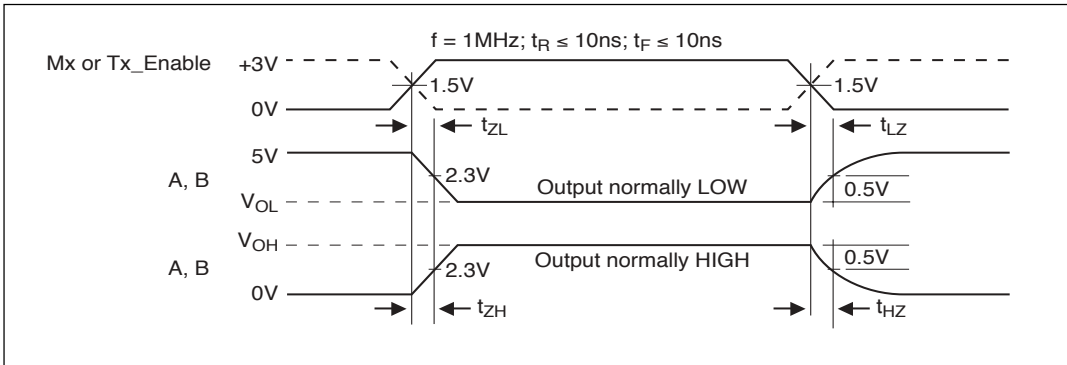 f = 1MHz; tR ≤ 10ns; tF ≤ 10ns
Mx or Tx_Enable
+3V
1.5V
1.5V
0V
tZL
tLZ
5V
A, B
2.3V
Output normally LOW
0.5V
VOL
VOH
A, B
2.3V
Output normally HIGH
0.5V
0V
tZH
tHZ